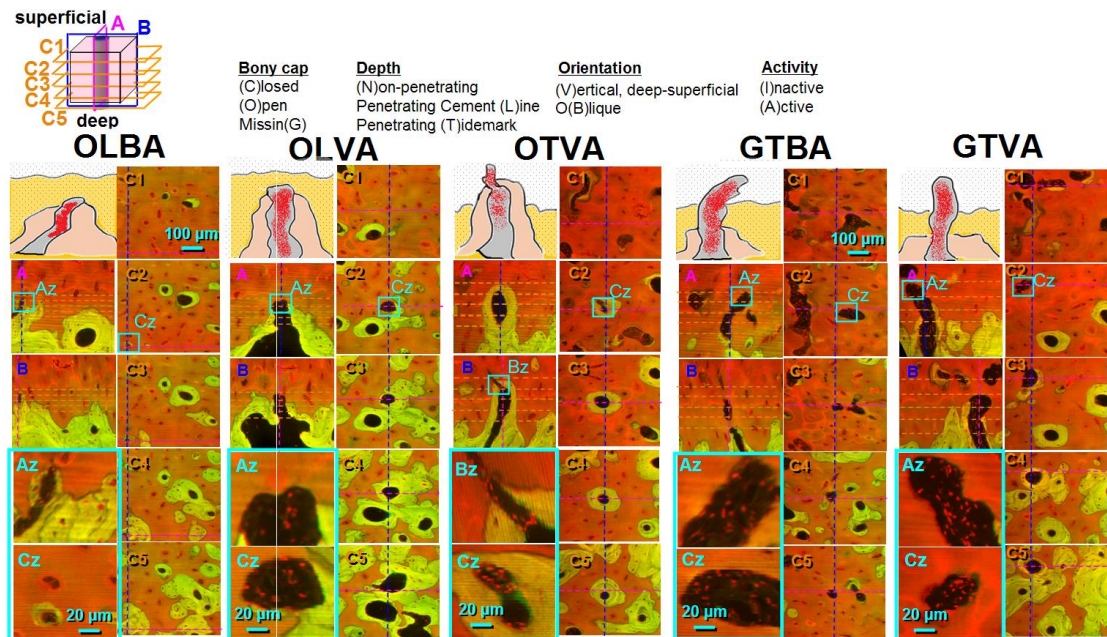 superficial
A
B
C1
C2
C3
C4
C5
deep
Bony cap
(C)losed
(O)pen
Missin(G)
Depth
(N)on-penetrating
Penetrating Cement (L)ine
Penetrating (T)idemark
Orientation
(V)ertical, deep-superficial
O(B)lique
Activity
(I)nactive
(A)ctive
OLBA
C1
100 µm
A
Az
C2
Cz
B
C3
Az
C4
Cz
20 µm
C5
OLVA
C1
A
Az
C2
Cz
B
C3
Az
C4
Cz
20 µm
C5
OTVA
C1
A
C2
Cz
B
Bz
C3
Bz
C4
Cz
20 µm
C5
GTBA
C1
100 µm
A
Az
C2
Cz
B
C3
Az
C4
Cz
20 µm
C5
GTVA
C1
A
Az
C2
Cz
B
C3
Az
C4
Cz
20 µm
C5